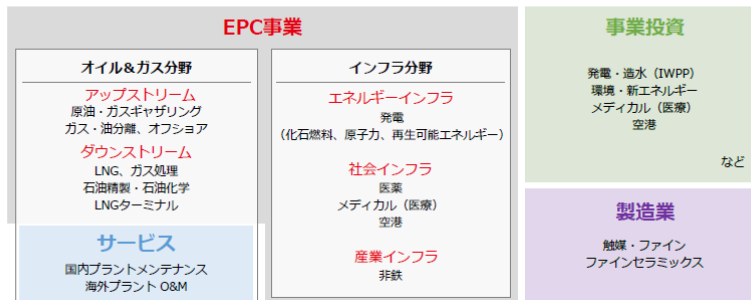 EPC事業
オイル&ガス分野
アップストリーム
原油・ガスギャザリング
ガス・油分離、オフショア
ダウンストリーム
LNG、ガス処理
石油精製・石油化学
LNGターミナル
サービス
国内プラントメンテナンス
海外プラント O&M
インフラ分野
エネルギーインフラ
発電
（化石燃料、原子力、再生可能エネルギー）
社会インフラ
医薬
メディカル（医療）
空港
産業インフラ
非鉄
事業投資
発電・造水（IWPP）
環境・新エネルギー
メディカル（医療）
空港
など
製造業
触媒・ファイン
ファインセラミックス